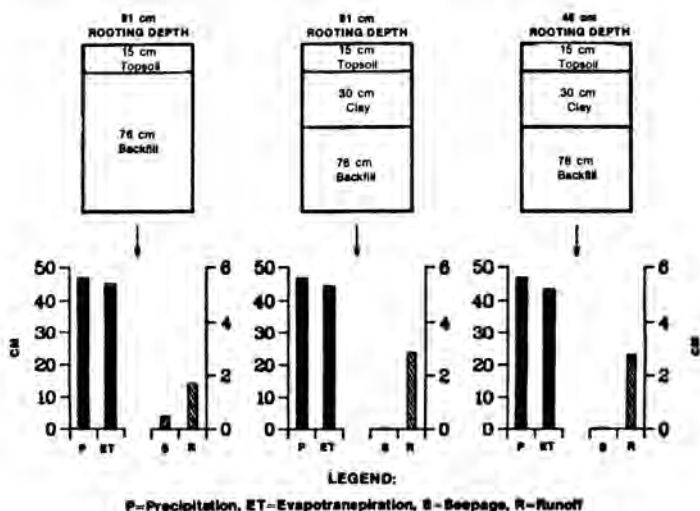 91 cm
ROOTING DEPTH
15 cm
Topsoil
76 cm
Backfill
91 cm
ROOTING DEPTH
15 cm
Topsoil
30 cm
Clay
76 cm
Backfill
46 cm
ROOTING DEPTH
15 cm
Topsoil
30 cm
Clay
76 cm
Backfill
CM
50
40
30
20
10
0
P ET S R
6
4
2
0
50
40
30
20
10
0
P ET S R
6
4
2
0
50
40
30
20
10
0
P ET S R
6
4
2
0
CM
LEGEND:
P=Precipitation, ET=Evapotranspiration, S=Seepage, R=Runoff